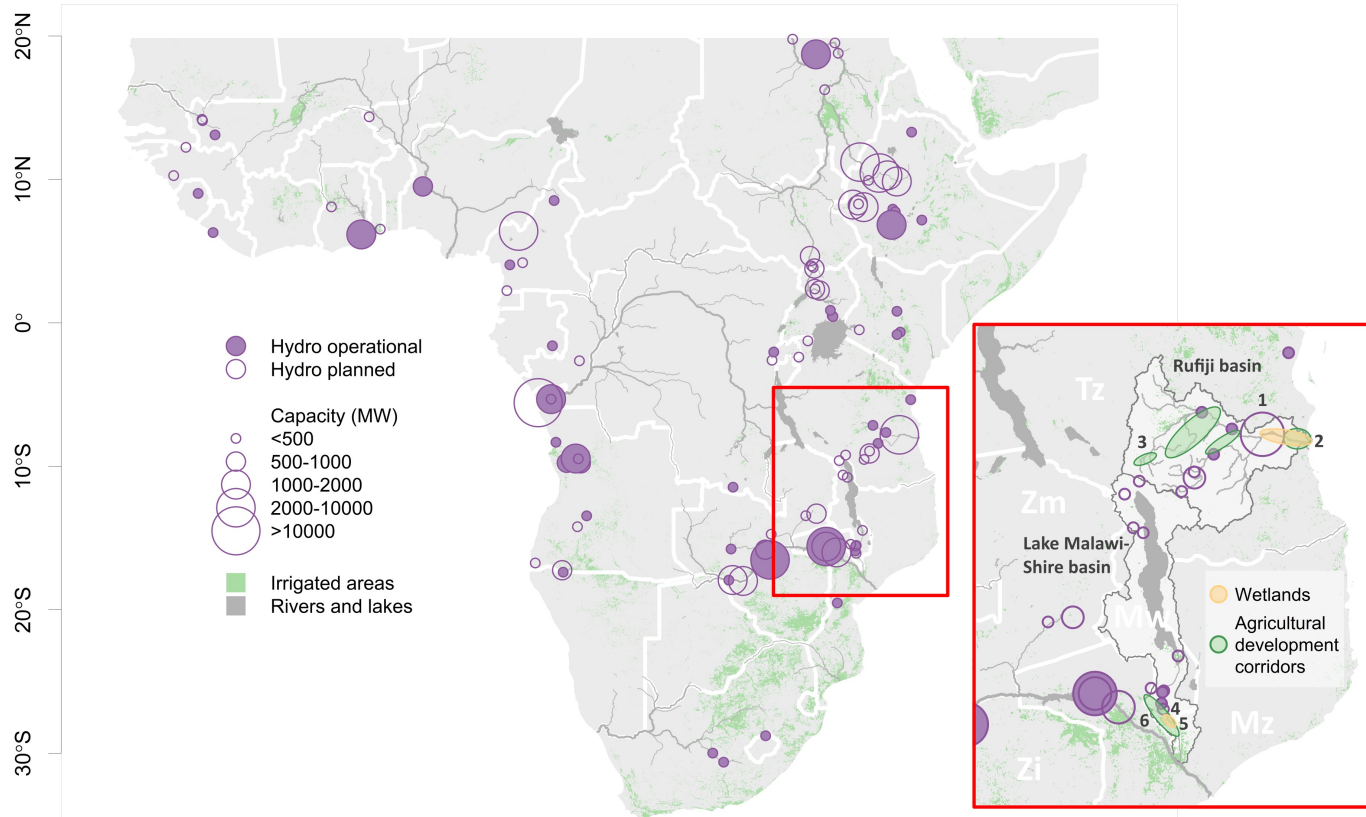 20°N
10°N
0°
10°S
20°S
30°S
Hydro operational
Hydro planned
Capacity (MW)
<500
500-1000
1000-2000
2000-10000
>10000
Irrigated areas
Rivers and lakes
Rufiji basin
Tz
1
2
3
Zm
Lake Malawi-
Shire basin
Wetlands
Agricultural
development
corridors
Mw
4
5
6
Mz
Zi